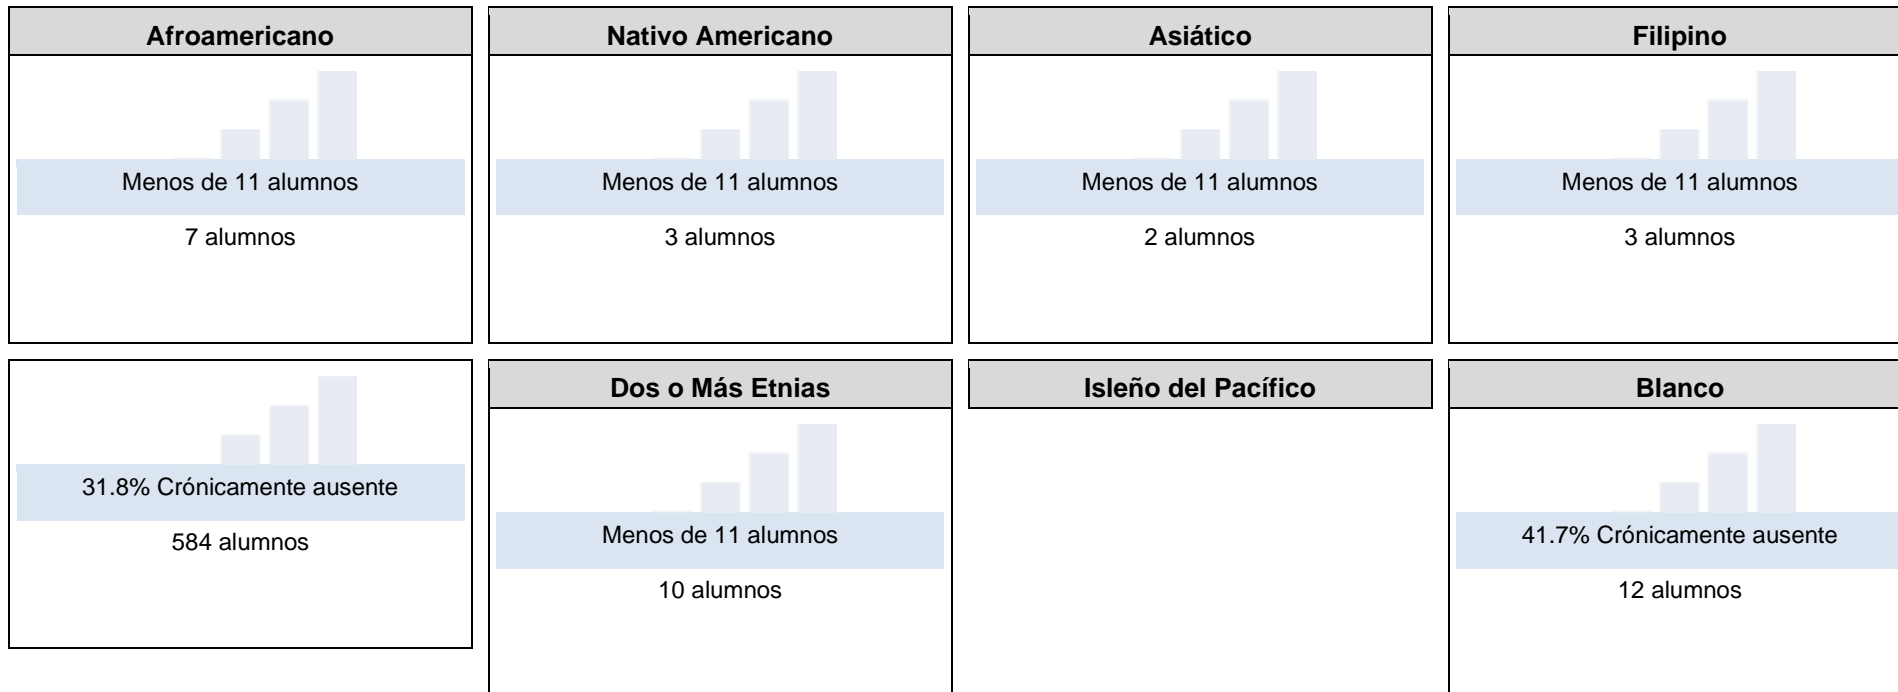 Afroamericano
Menos de 11 alumnos
7 alumnos
Nativo Americano
Menos de 11 alumnos
3 alumnos
Asiático
Menos de 11 alumnos
2 alumnos
Filipino
Menos de 11 alumnos
3 alumnos
31.8% Crónicamente ausente
584 alumnos
Dos o Más Etnias
Menos de 11 alumnos
10 alumnos
Isleño del Pacífico
Blanco
41.7% Crónicamente ausente
12 alumnos